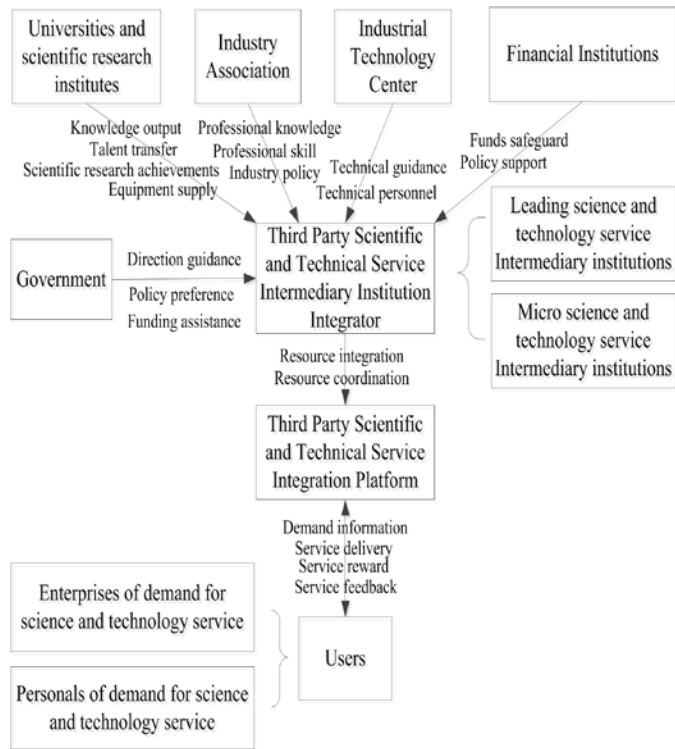 Universities and
scientific research
institutes
Industry
Association
Industrial
Technology
Center
Financial Institutions
Knowledge output
Talent transfer
Scientific research achievements
Equipment supply
Professional knowledge
Professional skill
Industry policy
Technical guidance
Technical personnel
Funds safeguard
Policy support
Government
Direction guidance
Policy preference
Funding assistance
Third Party Scientific
and Technical Service
Intermediary Institution
Integrator
Leading science and
technology service
Intermediary institutions
Micro science and
technology service
Intermediary institutions
Resource integration
Resource coordination
Third Party Scientific
and Technical Service
Integration Platform
Demand information
Service delivery
Service reward
Service feedback
Enterprises of demand for
science and technology service
Personals of demand for science
and technology service
Users